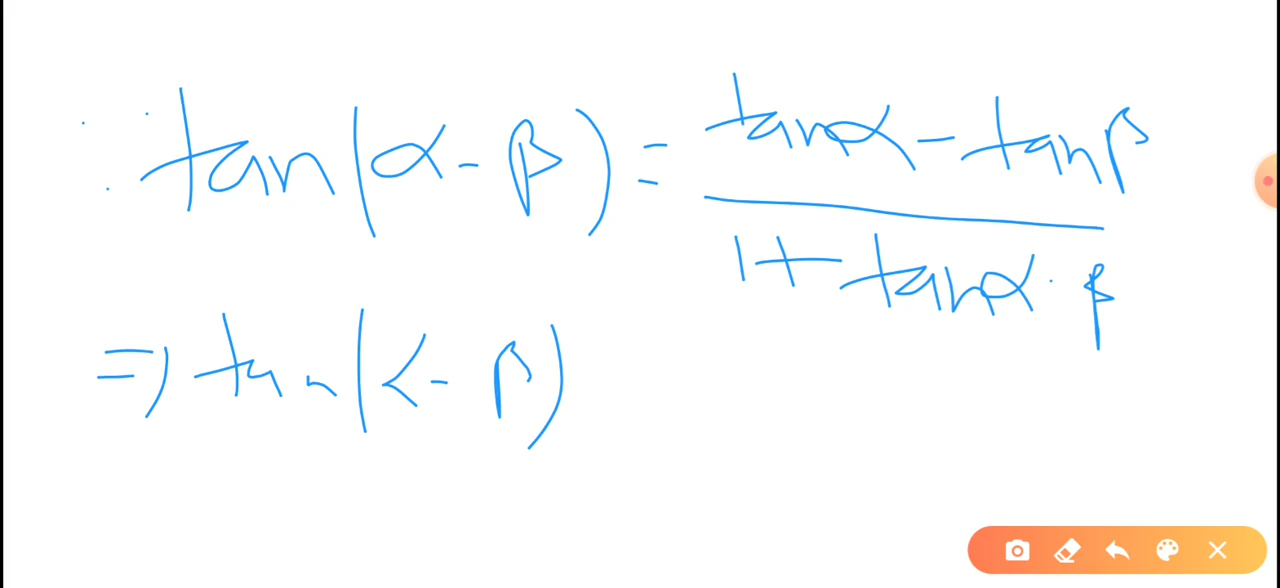 ∵ tan(α - β) = (tanα - tanβ) / (1 + tanα · β)
⇒ tan(α - β)